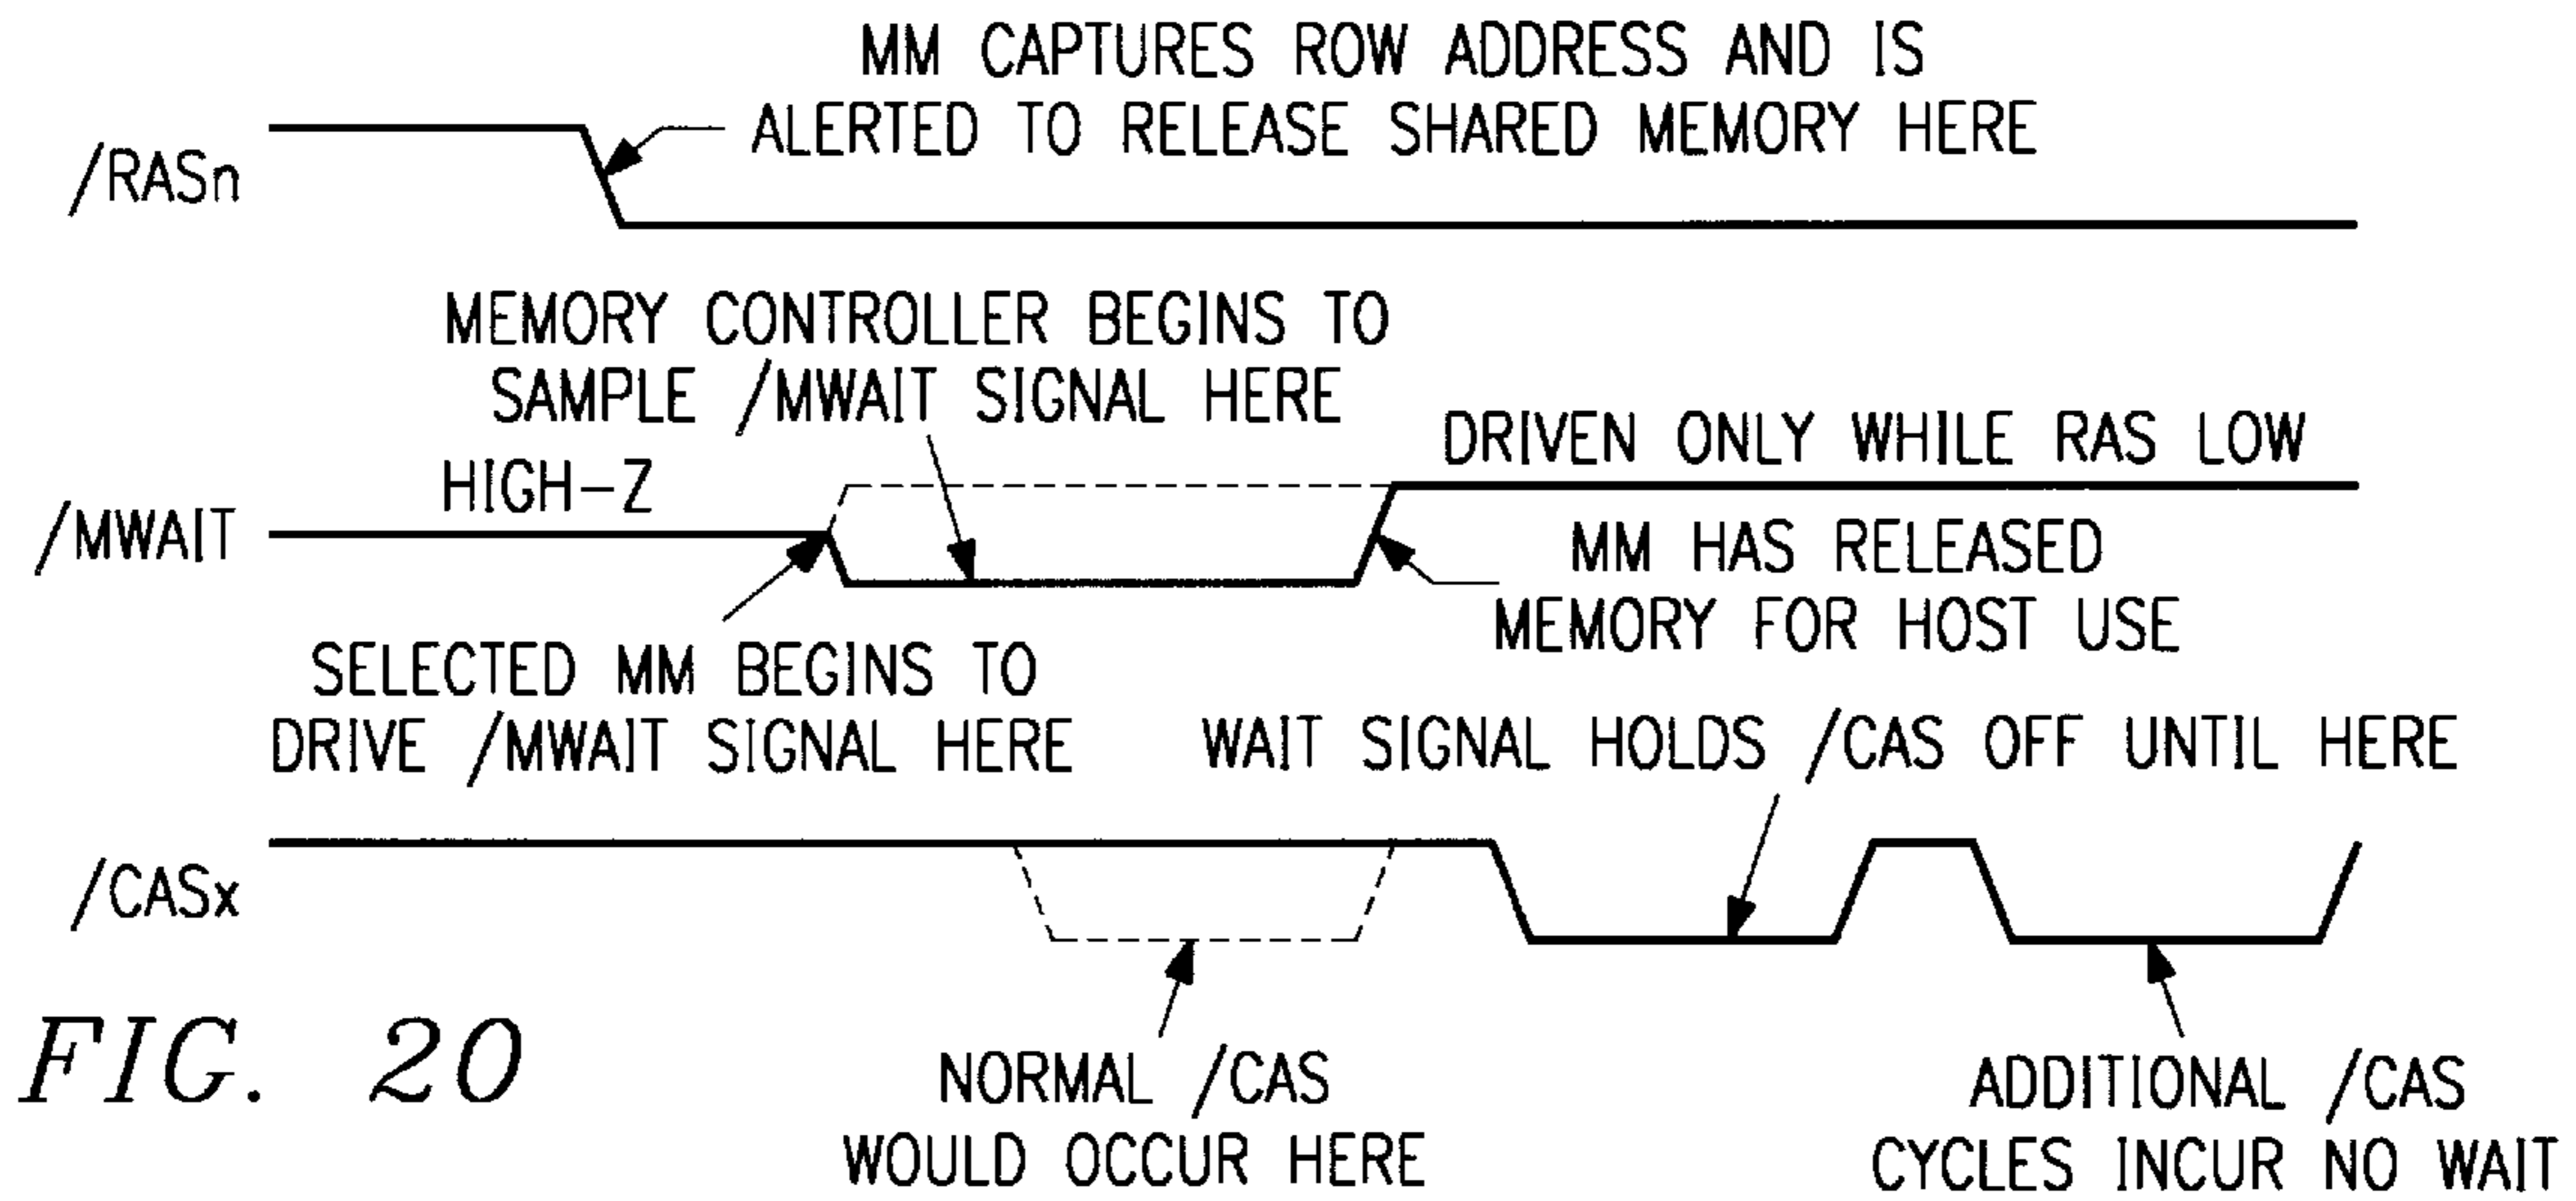 MM CAPTURES ROW ADDRESS AND IS
ALERTED TO RELEASE SHARED MEMORY HERE
/RASn
MEMORY CONTROLLER BEGINS TO
SAMPLE /MWAIT SIGNAL HERE
DRIVEN ONLY WHILE RAS LOW
HIGH-Z
/MWAIT
MM HAS RELEASED
MEMORY FOR HOST USE
SELECTED MM BEGINS TO
DRIVE /MWAIT SIGNAL HERE
WAIT SIGNAL HOLDS /CAS OFF UNTIL HERE
/CASx
NORMAL /CAS
WOULD OCCUR HERE
ADDITIONAL /CAS
CYCLES INCUR NO WAIT
FIG. 20